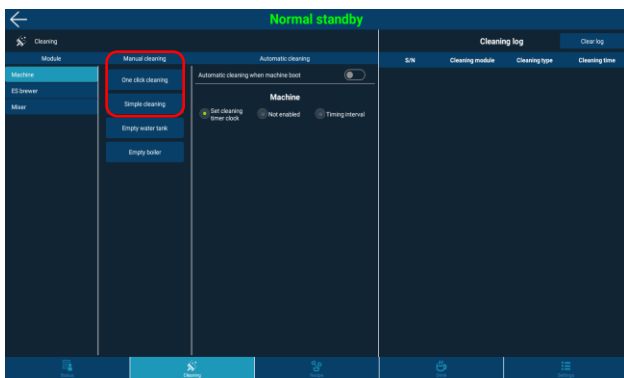 Normal standby
Cleaning
Cleaning log
Clear log
Module
Manual cleaning
Automatic cleaning
S/N
Cleaning module
Cleaning type
Cleaning time
Machine
ES brewer
Mixer
One click cleaning
Simple cleaning
Empty water tank
Empty boiler
Automatic cleaning when machine boot
Machine
Set cleaning
timer clock
Not enabled
Timing interval
Status
Cleaning
Recipe
Settings